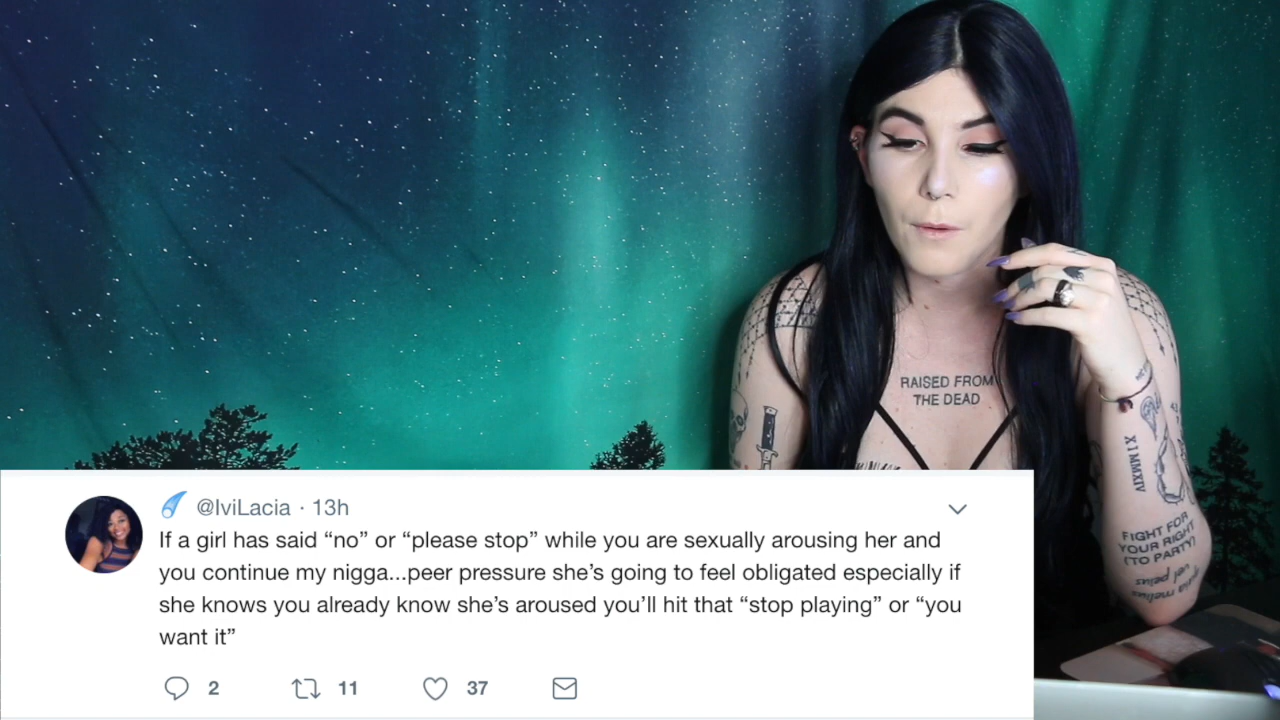 RAISED FROM
THE DEAD
XI MMXIV
FIGHT FOR
YOUR RIGHT
(TO PARTY)
@IviLacia · 13h
If a girl has said “no” or “please stop” while you are sexually arousing her and
you continue my nigga...peer pressure she’s going to feel obligated especially if
she knows you already know she’s aroused you’ll hit that “stop playing” or “you
want it”
2 11 37